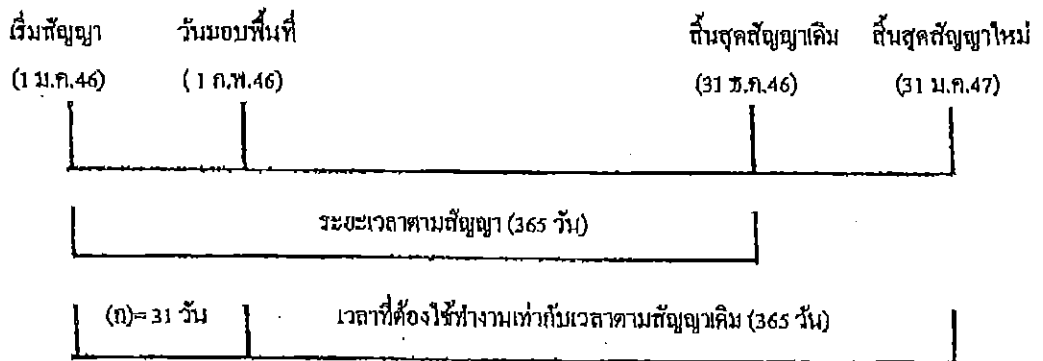 เริ่มสัญญา วันมอบพื้นที่ สิ้นสุดสัญญาเดิม สิ้นสุดสัญญาใหม่
(1 ม.ค.46) ( 1 ก.พ.46) (31 ธ.ค.46) (31 ม.ค.47)
ระยะเวลาตามสัญญา (365 วัน)
(ก)= 31 วัน เวลาที่ต้องใช้ทำงานเท่ากับเวลาตามสัญญาเดิม (365 วัน)